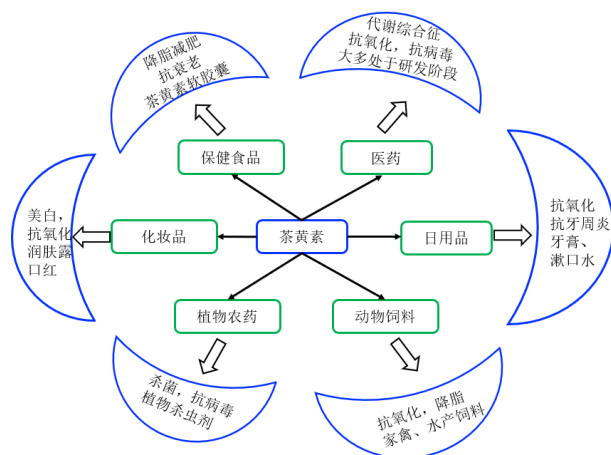 降脂减肥
抗衰老
茶黄素软胶囊
代谢综合征
抗氧化，抗病毒
大多处于研发阶段
保健食品
医药
美白，
抗氧化
润肤露
口红
化妆品
茶黄素
日用品
抗氧化
抗牙周炎
牙膏、
漱口水
植物农药
动物饲料
杀菌，抗病毒
植物杀虫剂
抗氧化，降脂
家禽、水产饲料